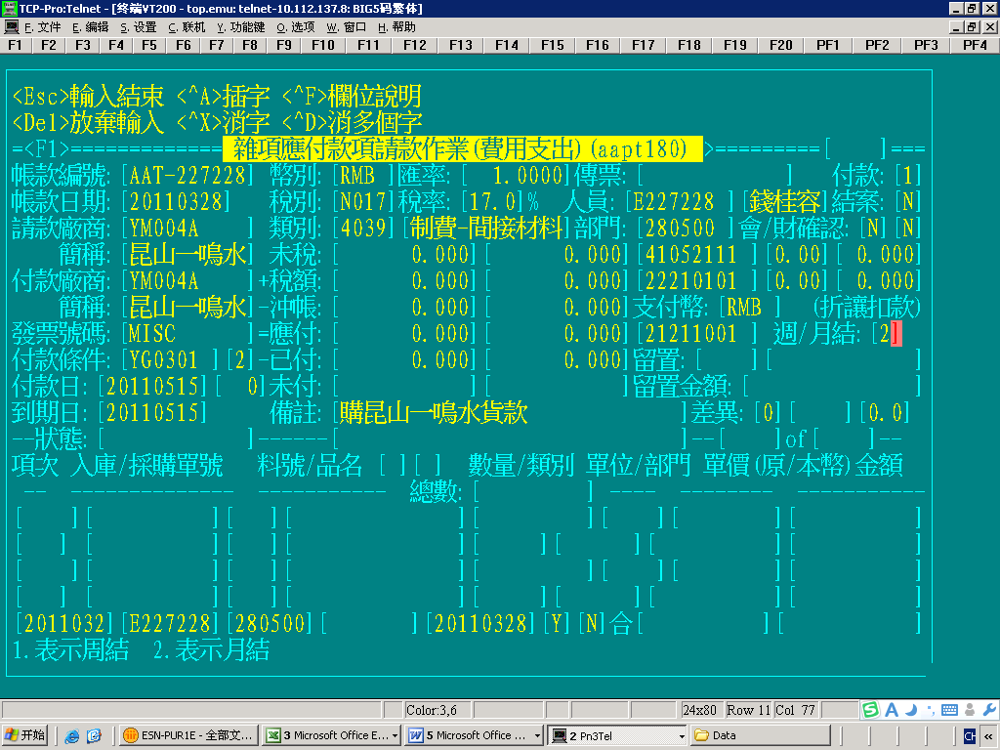 TCP-Pro:Telnet - [终端VT200 - top.emu: telnet-10.112.137.8: BIG5码繁体]
F. 文件 E. 编辑 S. 设置 C. 联机 Y. 功能键 O. 选项 W. 窗口 H. 帮助
F1 F2 F3 F4 F5 F6 F7 F8 F9 F10 F11 F12 F13 F14 F15 F16 F17 F18 F19 F20 PF1 PF2 PF3 PF4
<Esc>輸入結束 <^A>插字 <^F>欄位說明
<Del>放棄輸入 <^X>消字 <^D>消多個字
=<F1>============= 雜項應付款項請款作業(費用支出)(aapt180) >=========[    ]===
帳款編號: [AAT-227228] 幣別: [RMB ]匯率: [  1.0000]傳票: [            ]   付款: [1]
帳款日期: [20110328] 稅別: [N017]稅率: [17.0]% 人員: [E227228 ][錢桂容]結案: [N]
請款廠商: [YM004A    ] 類別: [4039][制費-間接材料]部門: [280500 ] 會/財確認: [N][N]
簡稱: [昆山一鳴水] 未稅: [      0.000][      0.000][41052111 ][0.00][ 0.000]
付款廠商: [YM004A    ]+稅額: [      0.000][      0.000][22210101 ][0.00][ 0.000]
簡稱: [昆山一鳴水]-沖帳: [      0.000][      0.000]支付幣: [RMB ]  (折讓扣款)
發票號碼: [MISC      ]=應付: [      0.000][      0.000][21211001 ] 週/月結: [2]
付款條件: [YG0301 ][2]-已付: [      0.000][      0.000]留置: [    ][            ]
付款日: [20110515][  0]未付: [           ][           ]留置金額: [              ]
到期日: [20110515]     備註: [購昆山一鳴水貨款             ]差異: [0][    ][0.0]
--狀態: [            ]------[                              ]--[     ]of[    ]--
項次 入庫/採購單號   料號/品名 [ ][ ]  數量/類別 單位/部門 單價(原/本幣)金額
-- -------------- ----------- 總數: [         ] ---- -------- -----------
[    ][          ][   ][              ][         ][    ][        ][          ]
[   ] [          ][   ][              ][     ][      ][          ][          ]
[    ][          ][   ][              ][         ][    ][        ][          ]
[   ] [          ][   ][              ][     ][      ][          ][          ]
[2011032][E227228][280500][       ][20110328][Y][N]合[          ][           ]
1.表示周結  2.表示月結
Color:3,6 24x80 Row 11 Col 77
开始 ESN-PUR1E - 全部文... 3 Microsoft Office E... 5 Microsoft Office ... 2 Pn3Tel Data CH «